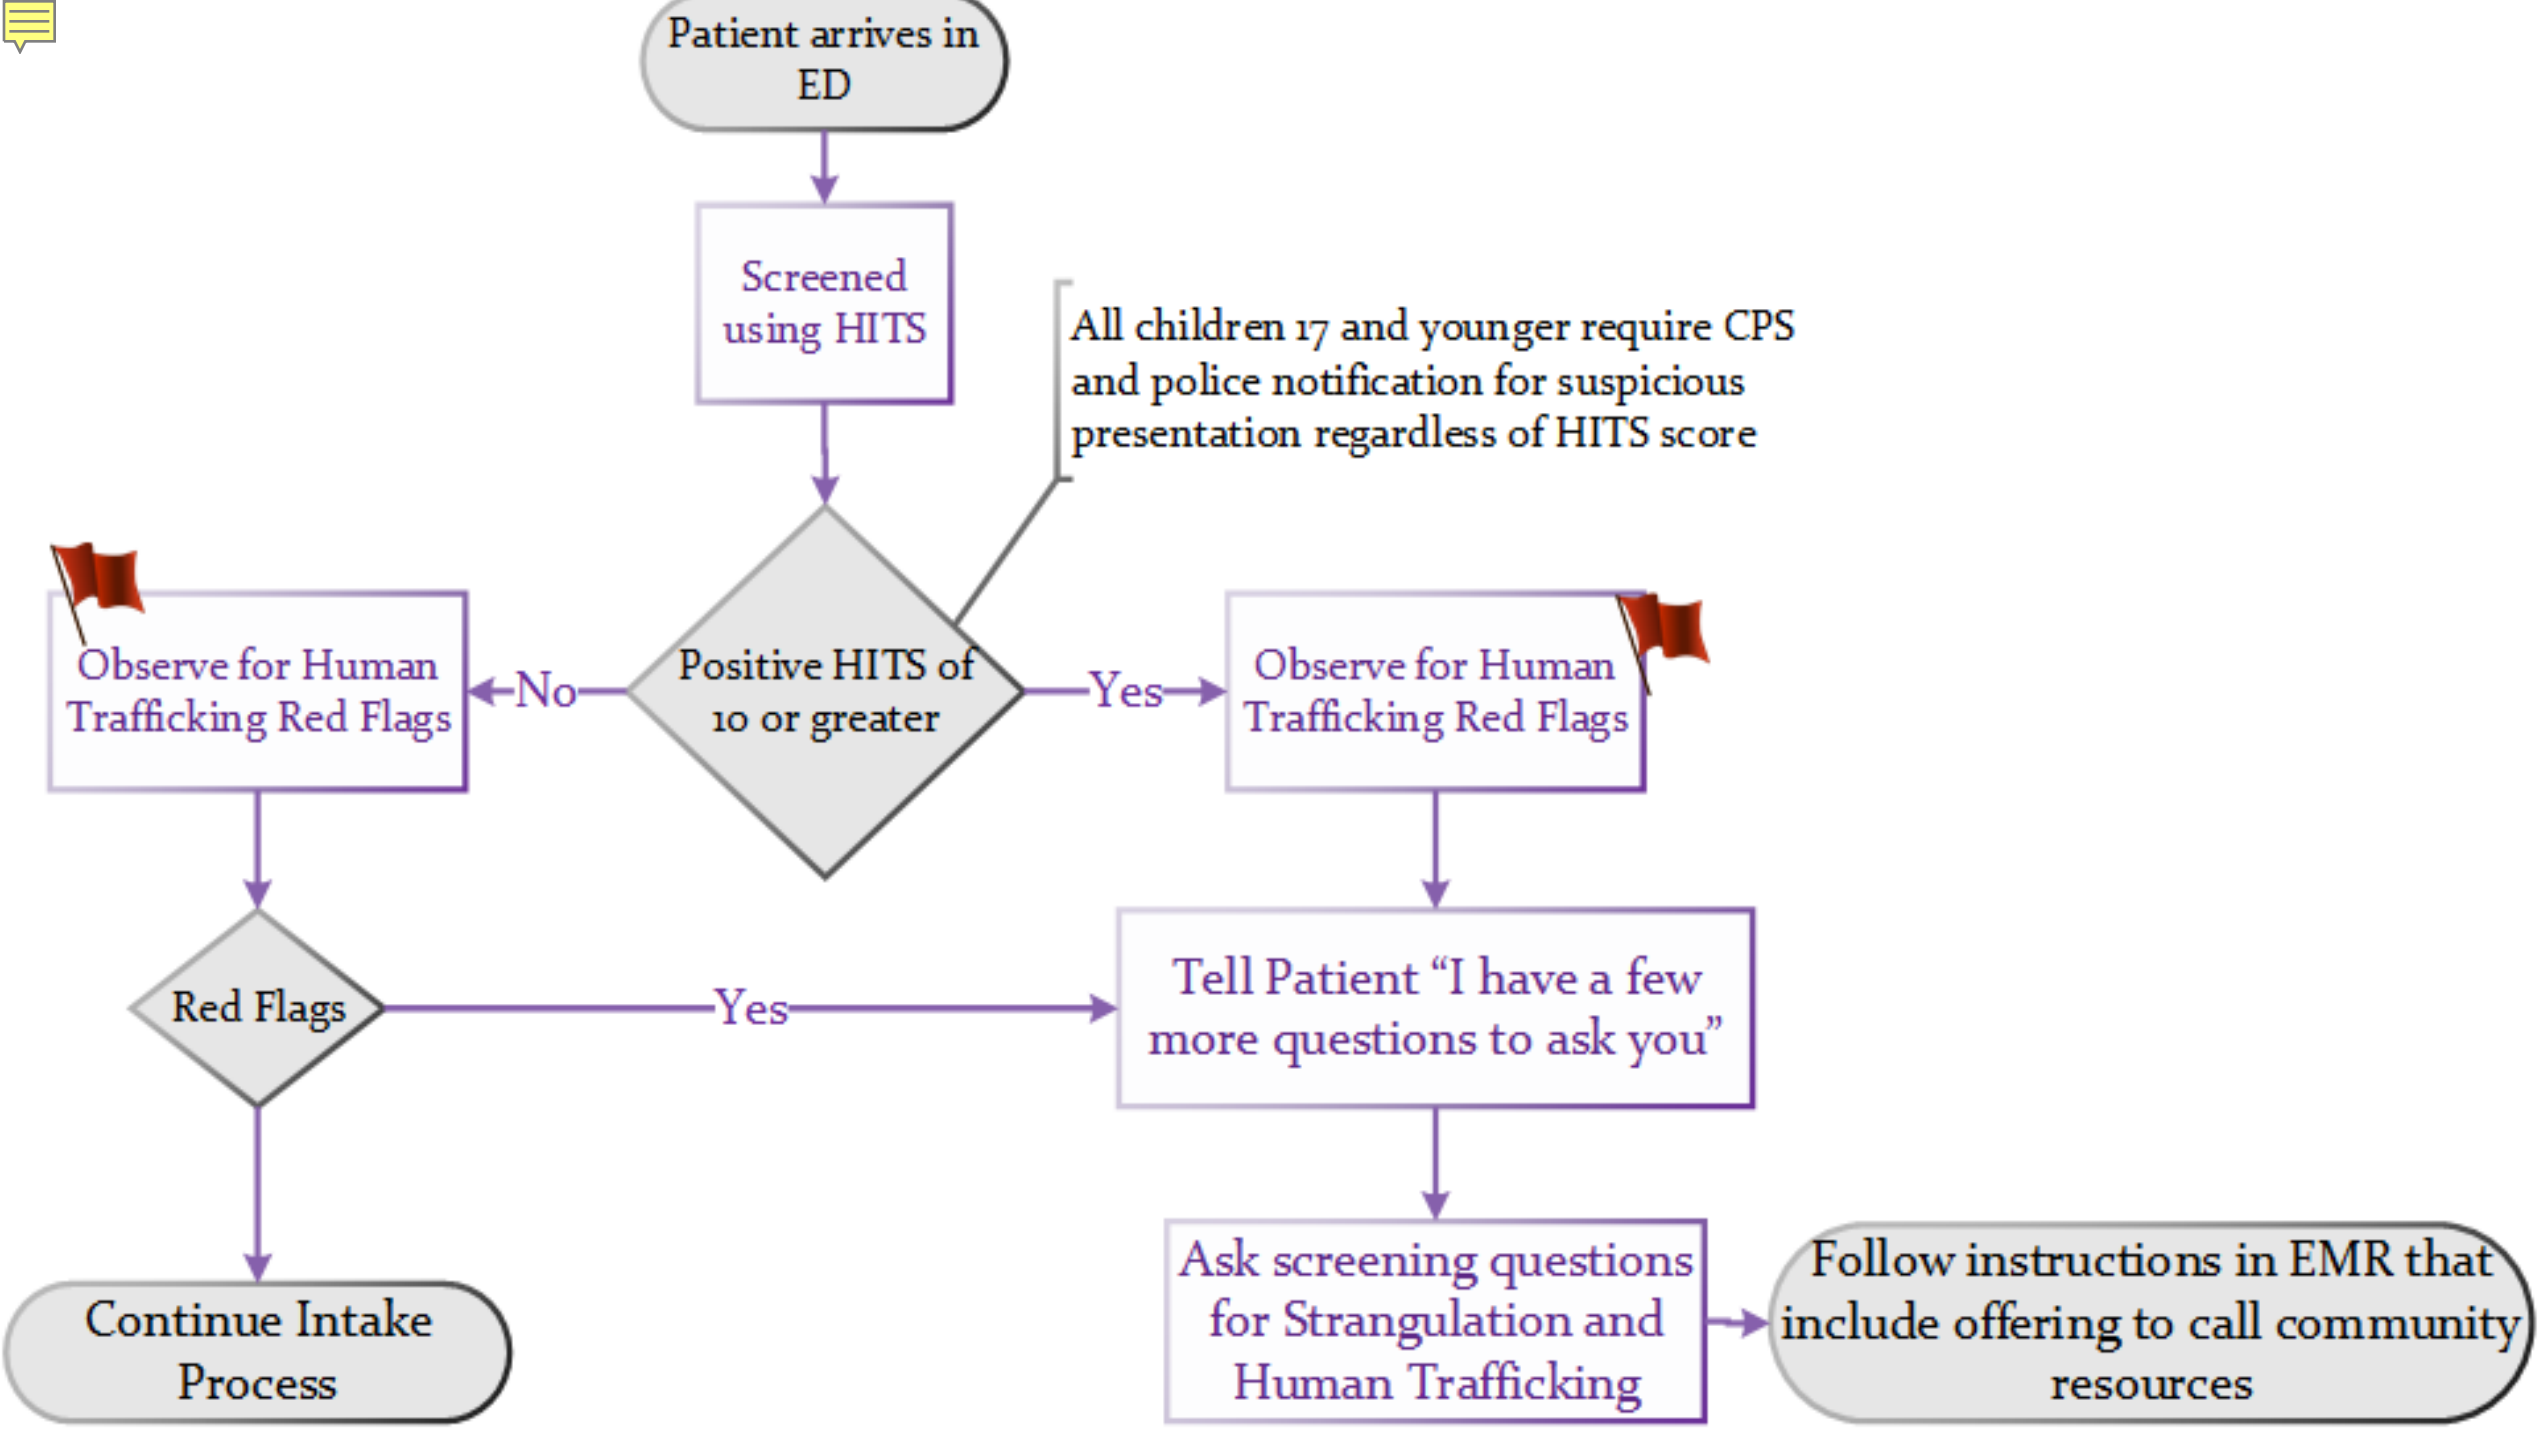 Patient arrives in
ED
Screened
using HITS
All children 17 and younger require CPS
and police notification for suspicious
presentation regardless of HITS score
Observe for Human
Trafficking Red Flags
No
Positive HITS of
10 or greater
Yes
Observe for Human
Trafficking Red Flags
Red Flags
Yes
Tell Patient “I have a few
more questions to ask you”
Continue Intake
Process
Ask screening questions
for Strangulation and
Human Trafficking
Follow instructions in EMR that
include offering to call community
resources